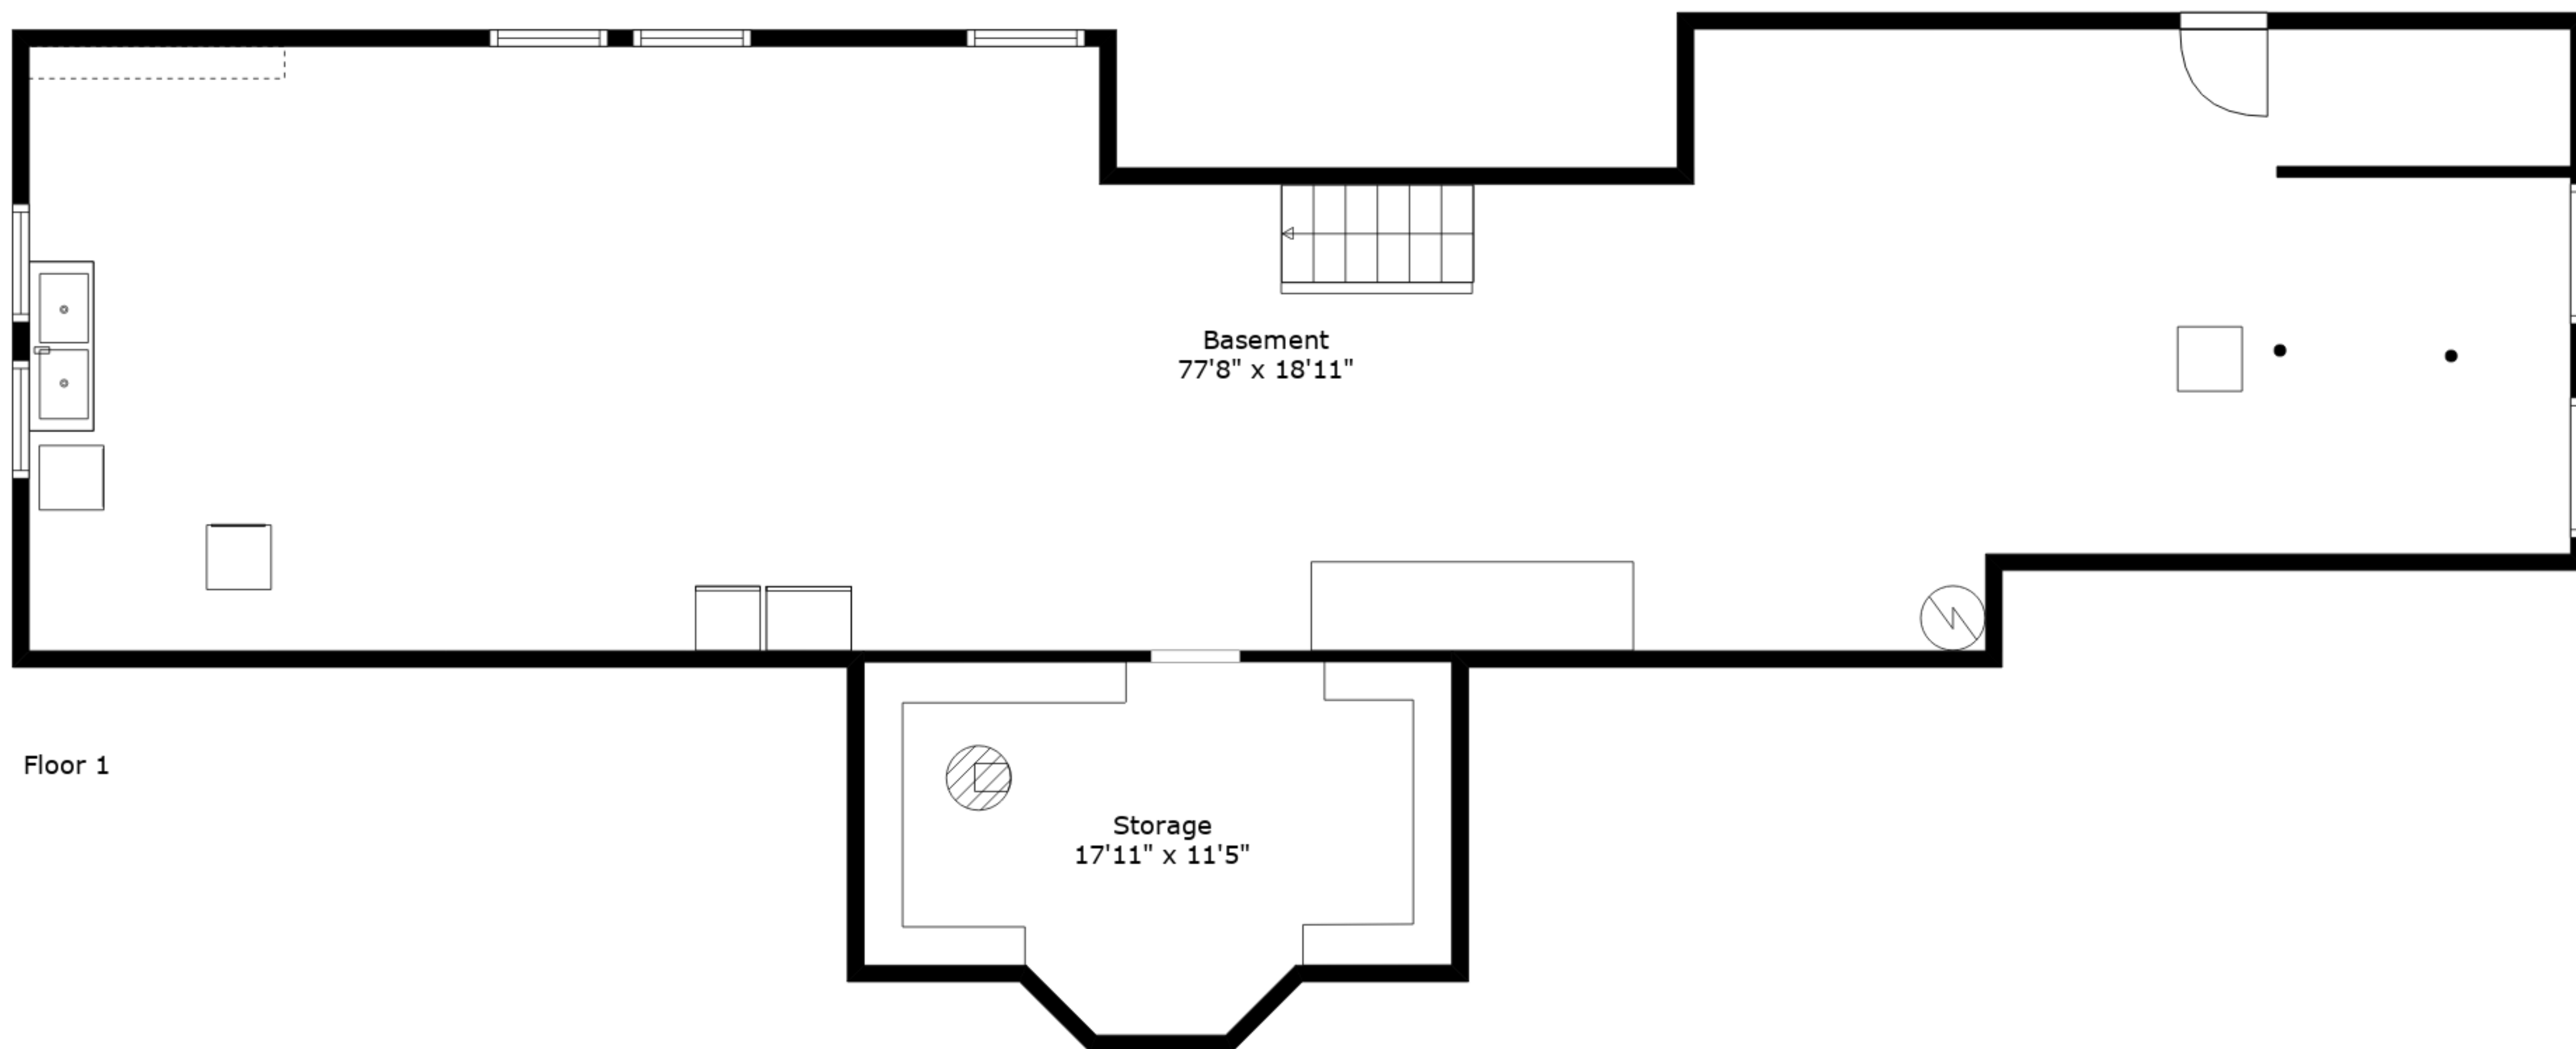 Basement
77'8" x 18'11"
Floor 1
Storage
17'11" x 11'5"